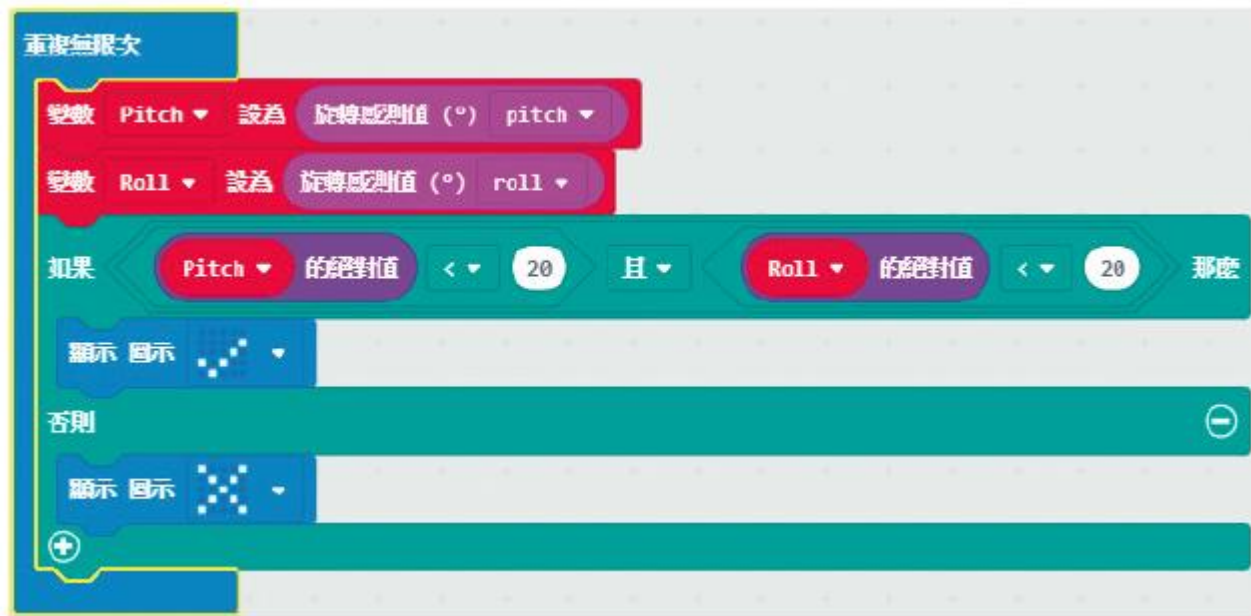 重複無限次
變數 Pitch 設為 旋轉感測值 (°) pitch
變數 Roll 設為 旋轉感測值 (°) roll
如果 Pitch 的絕對值 < 20 且 Roll 的絕對值 < 20 那麼
顯示 圖示
否則
顯示 圖示